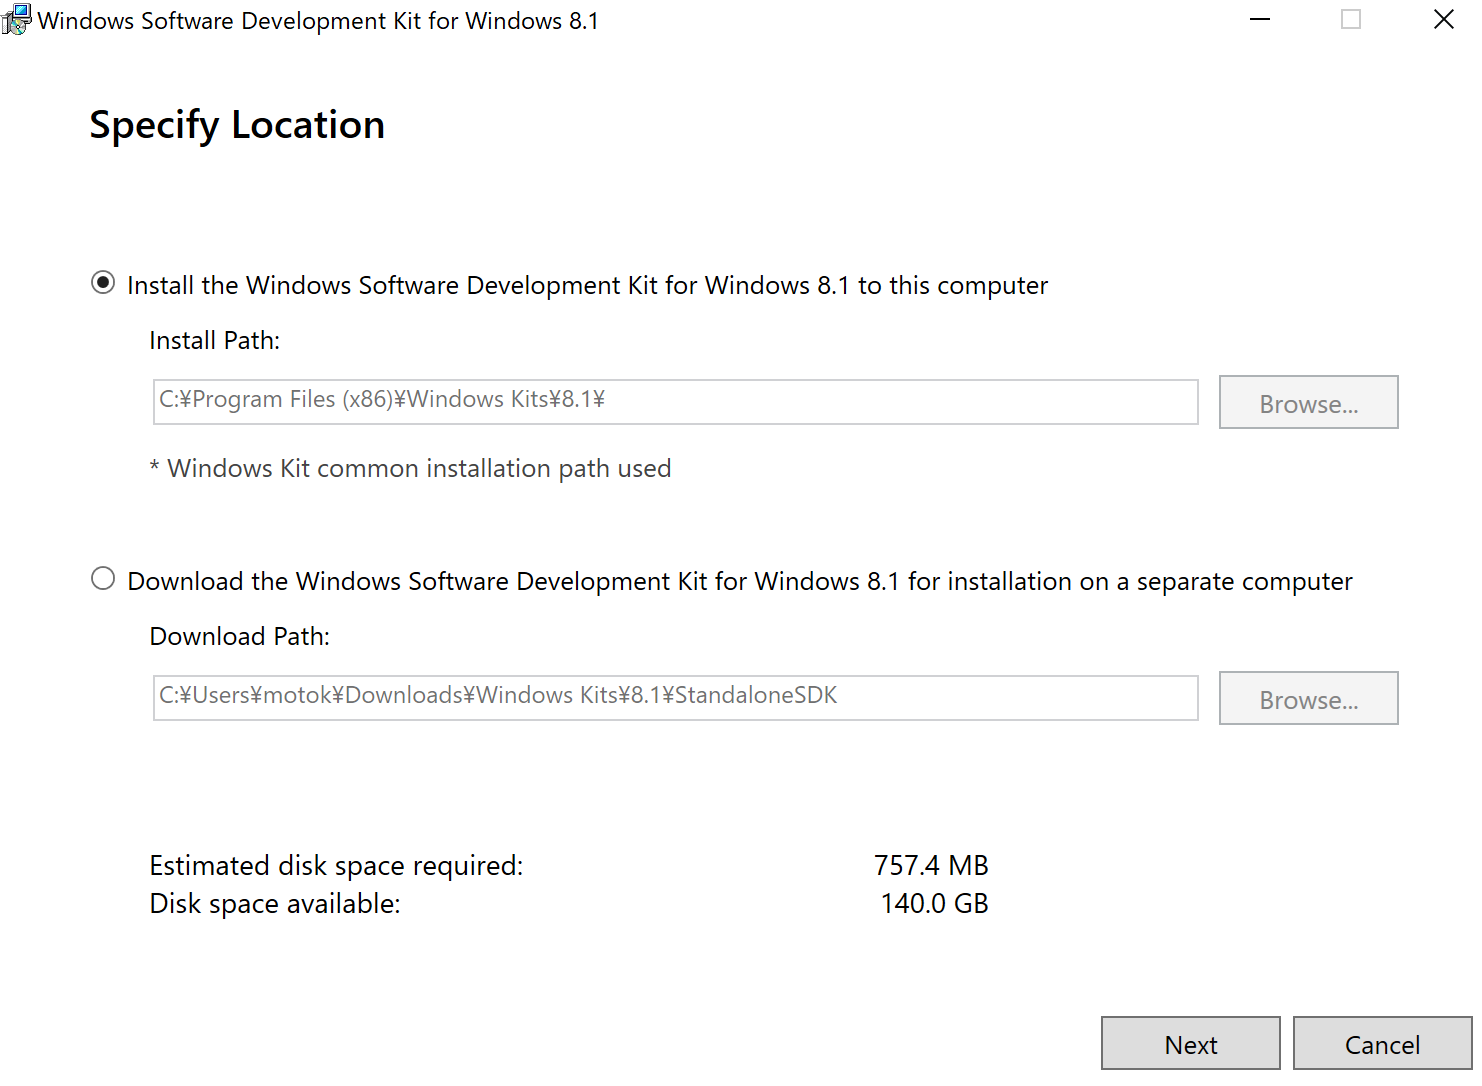 Windows Software Development Kit for Windows 8.1
Specify Location
Install the Windows Software Development Kit for Windows 8.1 to this computer
Install Path:
C:¥Program Files (x86)¥Windows Kits¥8.1¥
Browse...
* Windows Kit common installation path used
Download the Windows Software Development Kit for Windows 8.1 for installation on a separate computer
Download Path:
C:¥Users¥motok¥Downloads¥Windows Kits¥8.1¥StandaloneSDK
Browse...
Estimated disk space required: 757.4 MB
Disk space available: 140.0 GB
Next Cancel